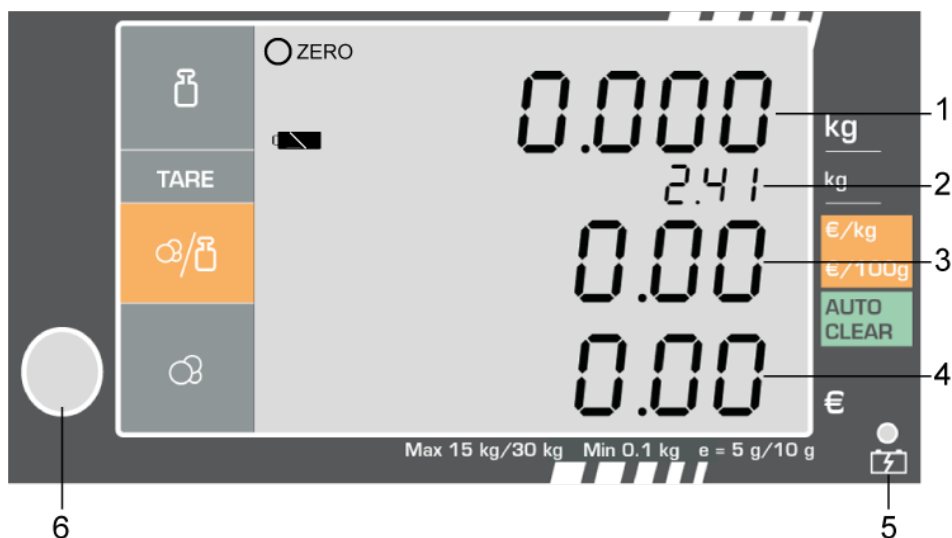 ZERO
0.000
1
kg
TARE
2.41
kg
2
0.00
€/kg
3
€/100g
AUTO
CLEAR
0.00
4
€
Max 15 kg/30 kg Min 0.1 kg e = 5 g/10 g
6
5